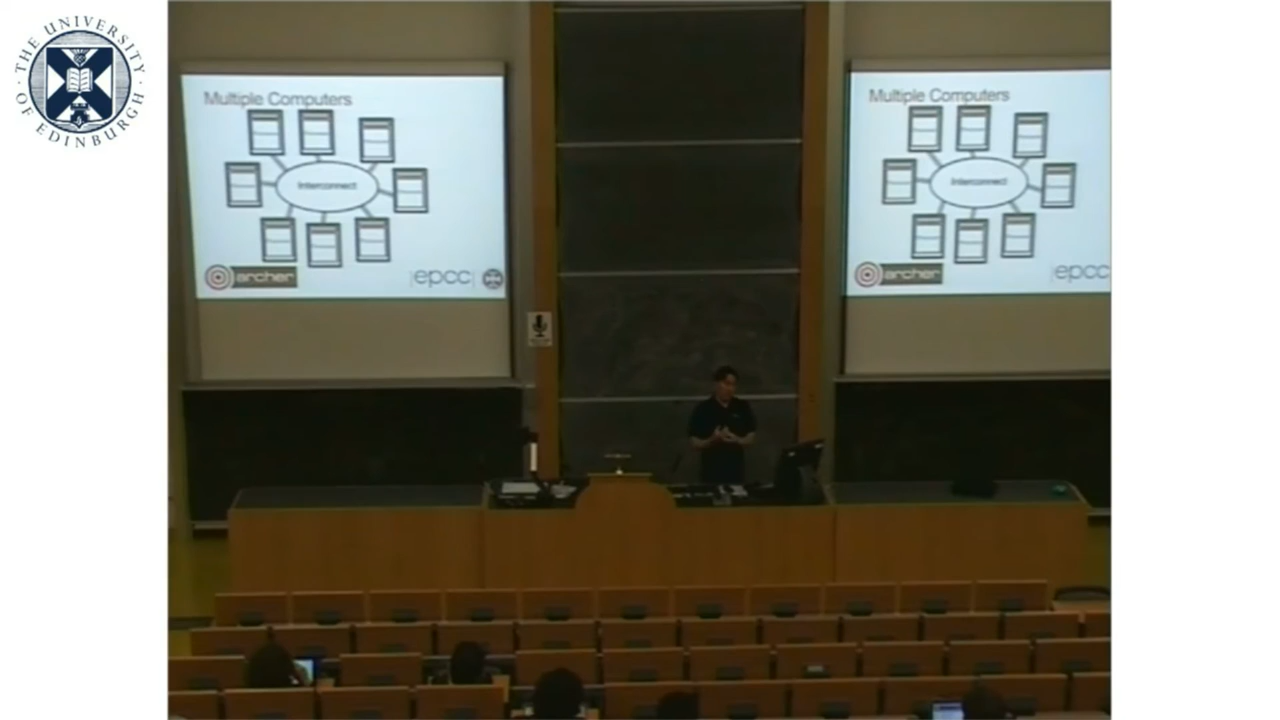 THE UNIVERSITY
OF EDINBURGH
Multiple Computers
Interconnect
archer
|epcc|
Multiple Computers
Interconnect
archer
|epcc